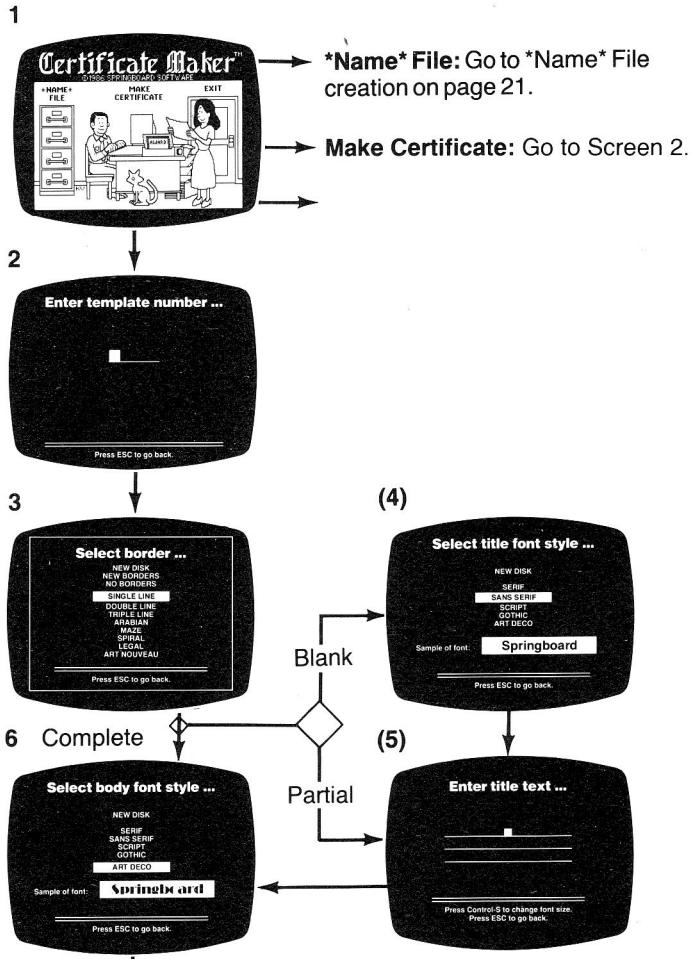 1
Certificate Maker™
©1986 SPRINGBOARD SOFTWARE
*NAME* FILE
MAKE CERTIFICATE
EXIT
AWARD
*Name* File: Go to *Name* File
creation on page 21.
Make Certificate: Go to Screen 2.
2
Enter template number ...
Press ESC to go back.
3
Select border ...
NEW DISK
NEW BORDERS
NO BORDERS
SINGLE LINE
DOUBLE LINE
TRIPLE LINE
ARABIAN
MAZE
SPIRAL
LEGAL
ART NOUVEAU
Press ESC to go back.
Blank
Complete
Partial
(4)
Select title font style ...
NEW DISK
SERIF
SANS SERIF
SCRIPT
GOTHIC
ART DECO
Sample of font: Springboard
Press ESC to go back.
(5)
Enter title text ...
Press Control-S to change font size.
Press ESC to go back.
6
Select body font style ...
NEW DISK
SERIF
SANS SERIF
SCRIPT
GOTHIC
ART DECO
Sample of font: Springboard
Press ESC to go back.